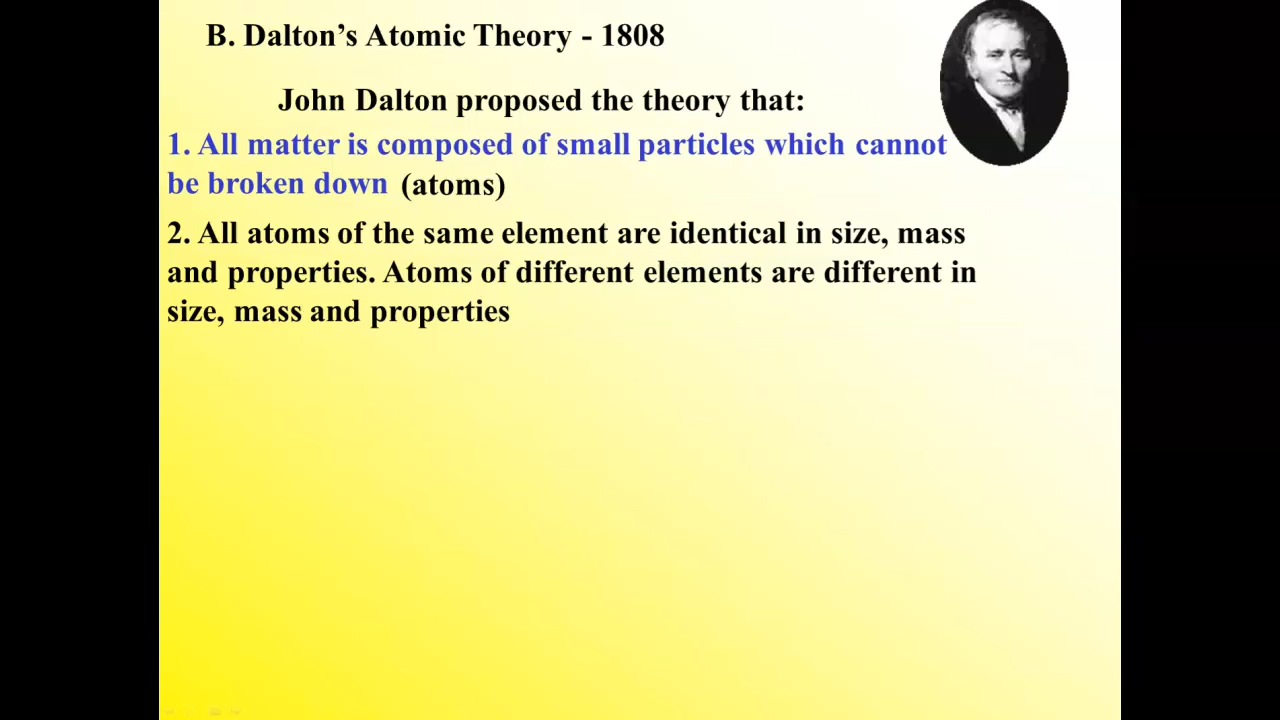 B. Dalton’s Atomic Theory - 1808
John Dalton proposed the theory that:
1. All matter is composed of small particles which cannot
be broken down (atoms)
2. All atoms of the same element are identical in size, mass
and properties. Atoms of different elements are different in
size, mass and properties